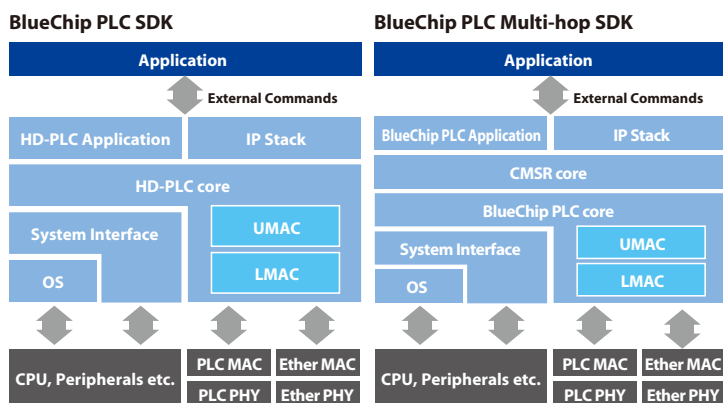 BlueChip PLC SDK
Application
External Commands
HD-PLC Application
IP Stack
HD-PLC core
System Interface
UMAC
LMAC
OS
CPU, Peripherals etc.
PLC MAC
Ether MAC
PLC PHY
Ether PHY
BlueChip PLC Multi-hop SDK
Application
External Commands
BlueChip PLC Application
IP Stack
CMSR core
BlueChip PLC core
System Interface
UMAC
LMAC
OS
CPU, Peripherals etc.
PLC MAC
Ether MAC
PLC PHY
Ether PHY